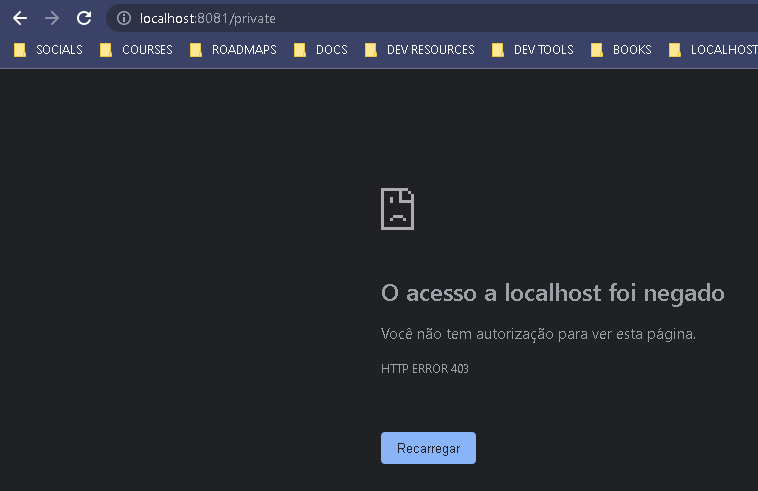 localhost:8081/private
SOCIALS COURSES ROADMAPS DOCS DEV RESOURCES DEV TOOLS BOOKS LOCALHOST
O acesso a localhost foi negado
Você não tem autorização para ver esta página.
HTTP ERROR 403
Recarregar